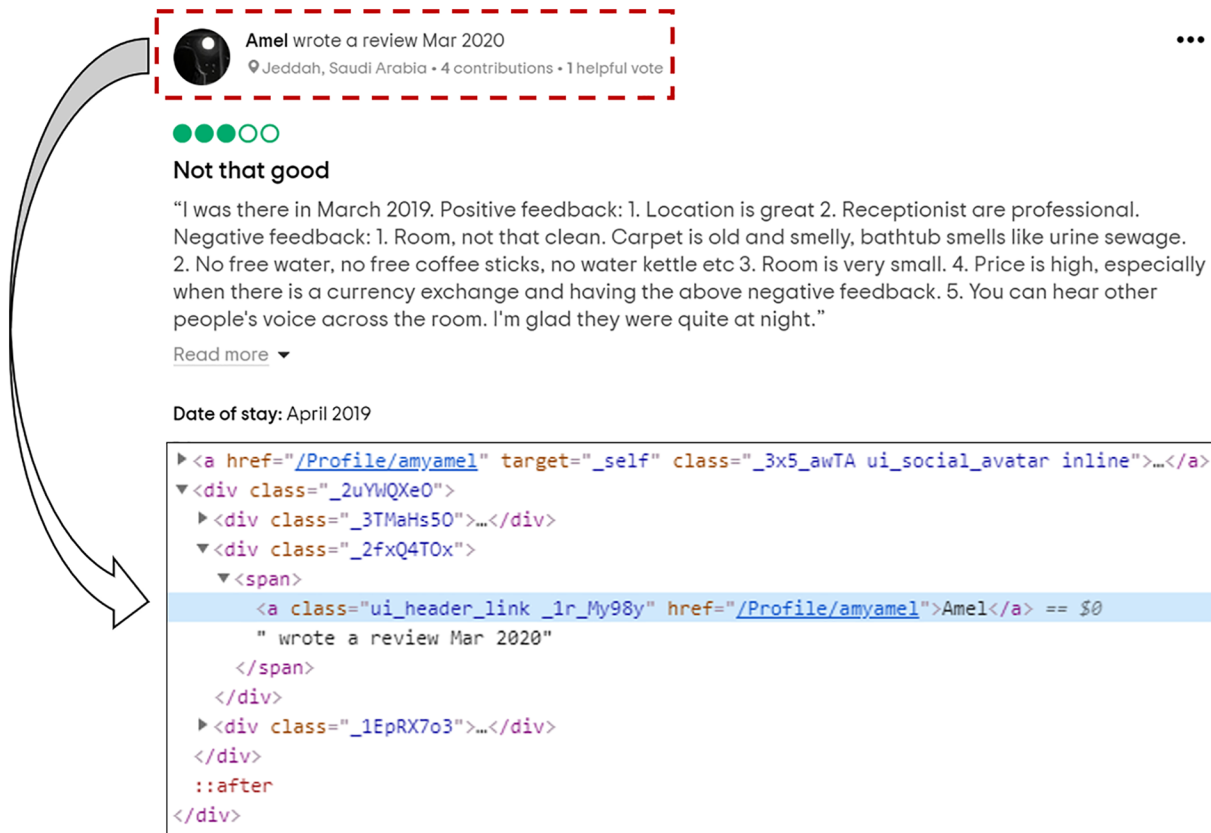 Amel wrote a review Mar 2020
Jeddah, Saudi Arabia • 4 contributions • 1 helpful vote
Not that good
“I was there in March 2019. Positive feedback: 1. Location is great 2. Receptionist are professional.
Negative feedback: 1. Room, not that clean. Carpet is old and smelly, bathtub smells like urine sewage.
2. No free water, no free coffee sticks, no water kettle etc 3. Room is very small. 4. Price is high, especially
when there is a currency exchange and having the above negative feedback. 5. You can hear other
people's voice across the room. I'm glad they were quite at night.”
Read more
Date of stay: April 2019
<a href="/Profile/amyamel" target="_self" class="_3x5_awTA ui_social_avatar inline">…</a>
<div class="_2uYWQXeO">
<div class="_3TMaHs5O">…</div>
<div class="_2fxQ4TOx">
<span>
<a class="ui_header_link _1r_My98y" href="/Profile/amyamel">Amel</a> == $0
" wrote a review Mar 2020"
</span>
</div>
<div class="_1EpRX7o3">…</div>
</div>
::after
</div>